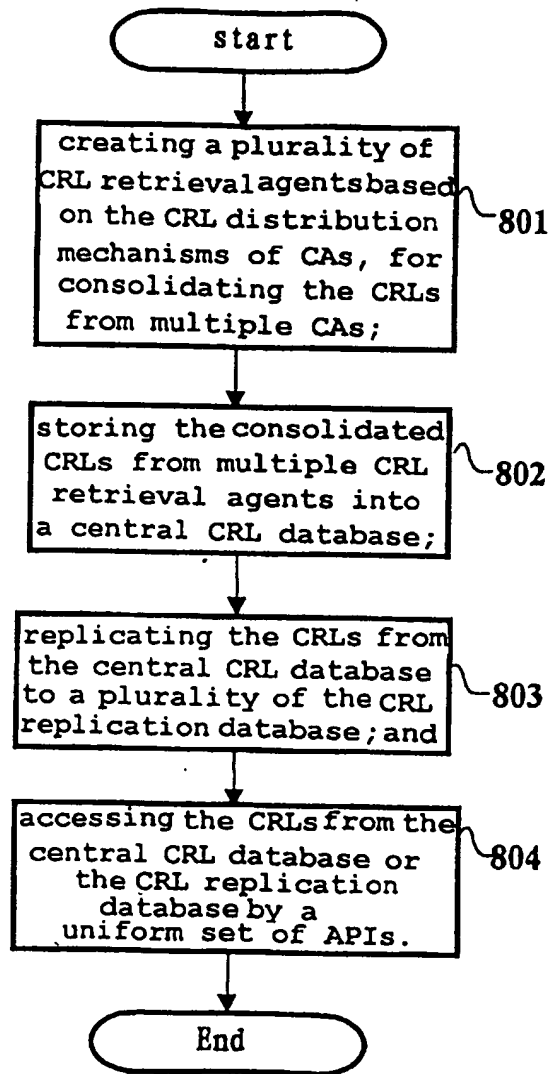 start
creating a plurality of
CRL retrieval agents based
on the CRL distribution
mechanisms of CAs, for
consolidating the CRLs
from multiple CAs;
801
storing the consolidated
CRLs from multiple CRL
retrieval agents into
a central CRL database;
802
replicating the CRLs from
the central CRL database
to a plurality of the CRL
replication database; and
803
accessing the CRLs from the
central CRL database or
the CRL replication
database by a
uniform set of APIs.
804
End